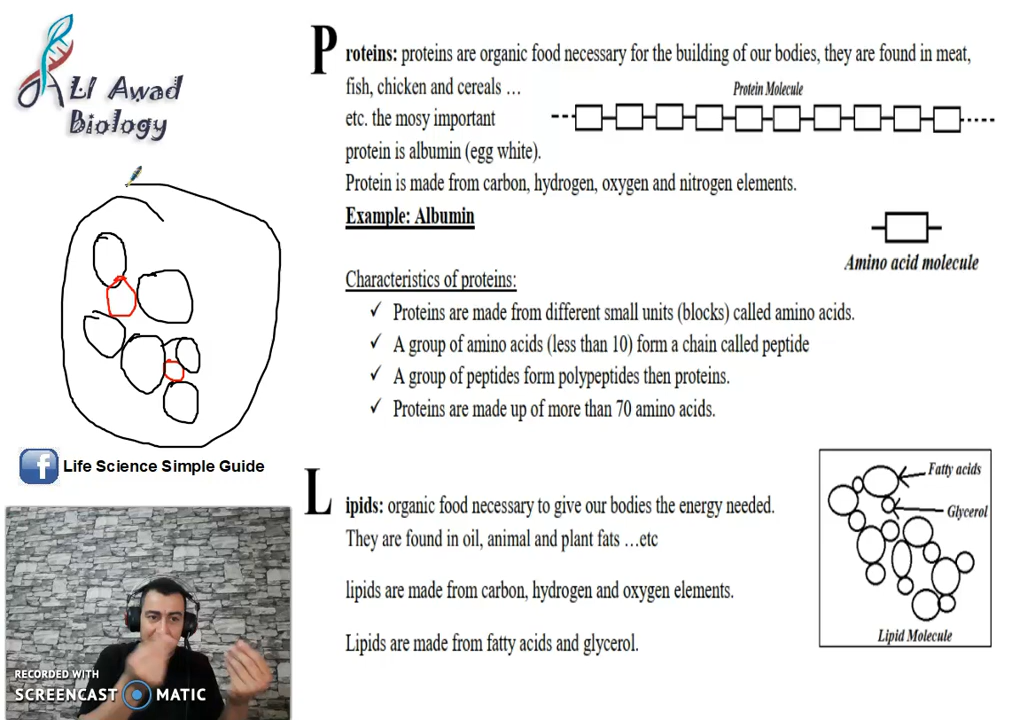 ALI Awad
Biology
Proteins: proteins are organic food necessary for the building of our bodies, they are found in meat,
fish, chicken and cereals …
etc. the mosy important
protein is albumin (egg white).
Protein Molecule
Protein is made from carbon, hydrogen, oxygen and nitrogen elements.
Example: Albumin
Amino acid molecule
Characteristics of proteins:
✓ Proteins are made from different small units (blocks) called amino acids.
✓ A group of amino acids (less than 10) form a chain called peptide
✓ A group of peptides form polypeptides then proteins.
✓ Proteins are made up of more than 70 amino acids.
f Life Science Simple Guide
Lipids: organic food necessary to give our bodies the energy needed.
They are found in oil, animal and plant fats …etc
lipids are made from carbon, hydrogen and oxygen elements.
Lipids are made from fatty acids and glycerol.
Fatty acids
Glycerol
Lipid Molecule
RECORDED WITH
SCREENCAST MATIC